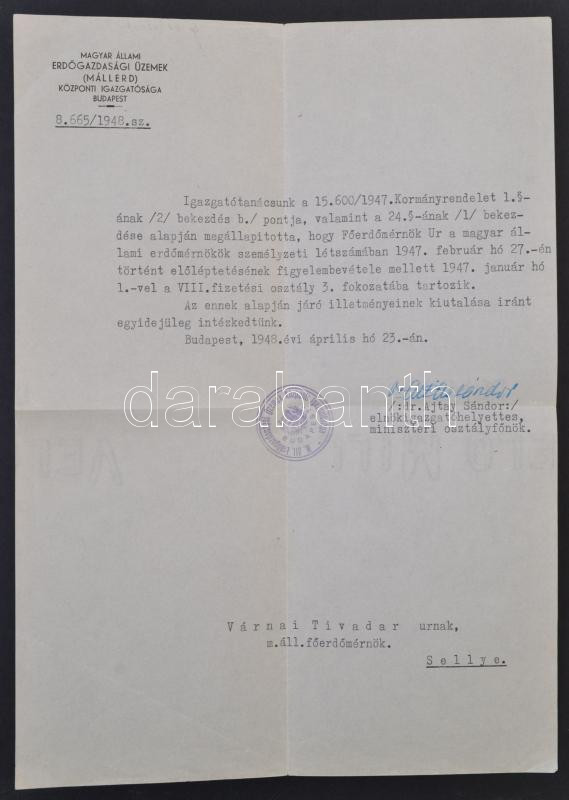 MAGYAR ÁLLAMI
ERDŐGAZDASÁGI ÜZEMEK
(MÁLLERD)
KÖZPONTI IGAZGATÓSÁGA
BUDAPEST
8.665/1948.sz.
Igazgatótanácsunk a 15.600/1947.Kormányrendelet 1.§-
ának /2/ bekezdés b./ pontja, valamint a 24.§-ának /1/ bekez-
dése alapján megállapitotta, hogy Főerdőmérnök Ur a magyar ál-
lami erdőmérnökök személyzeti létszámában 1947. február hó 27.-én
történt előléptetésének figyelembevétele mellett 1947. január hó
1.-vel a VIII.fizetési osztály 3. fokozatába tartozik.
Az ennek alapján járó illetményeinek kiutalása iránt
egyidejüleg intézkedtünk.
Budapest, 1948.évi április hó 23.-án.
darabanth.com
/:dr.Ajtay Sándor:/
elnökigazgatóhelyettes,
miniszteri osztályfőnök.
BUDAPEST
Várnai Tivadar urnak,
m.áll.főerdőmérnök.
Sellye.